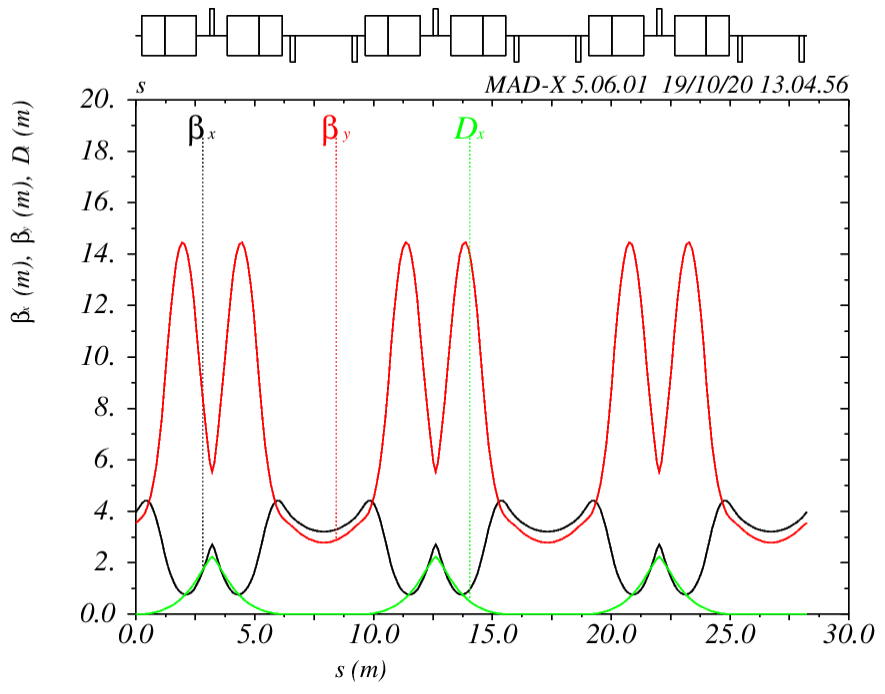 s MAD-X 5.06.01 19/10/20 13.04.56
βx (m), βy (m), Dx (m)
βx βy Dx
20.
18.
16.
14.
12.
10.
8.
6.
4.
2.
0.0
0.0 5.0 10.0 15.0 20.0 25.0 30.0
s (m)